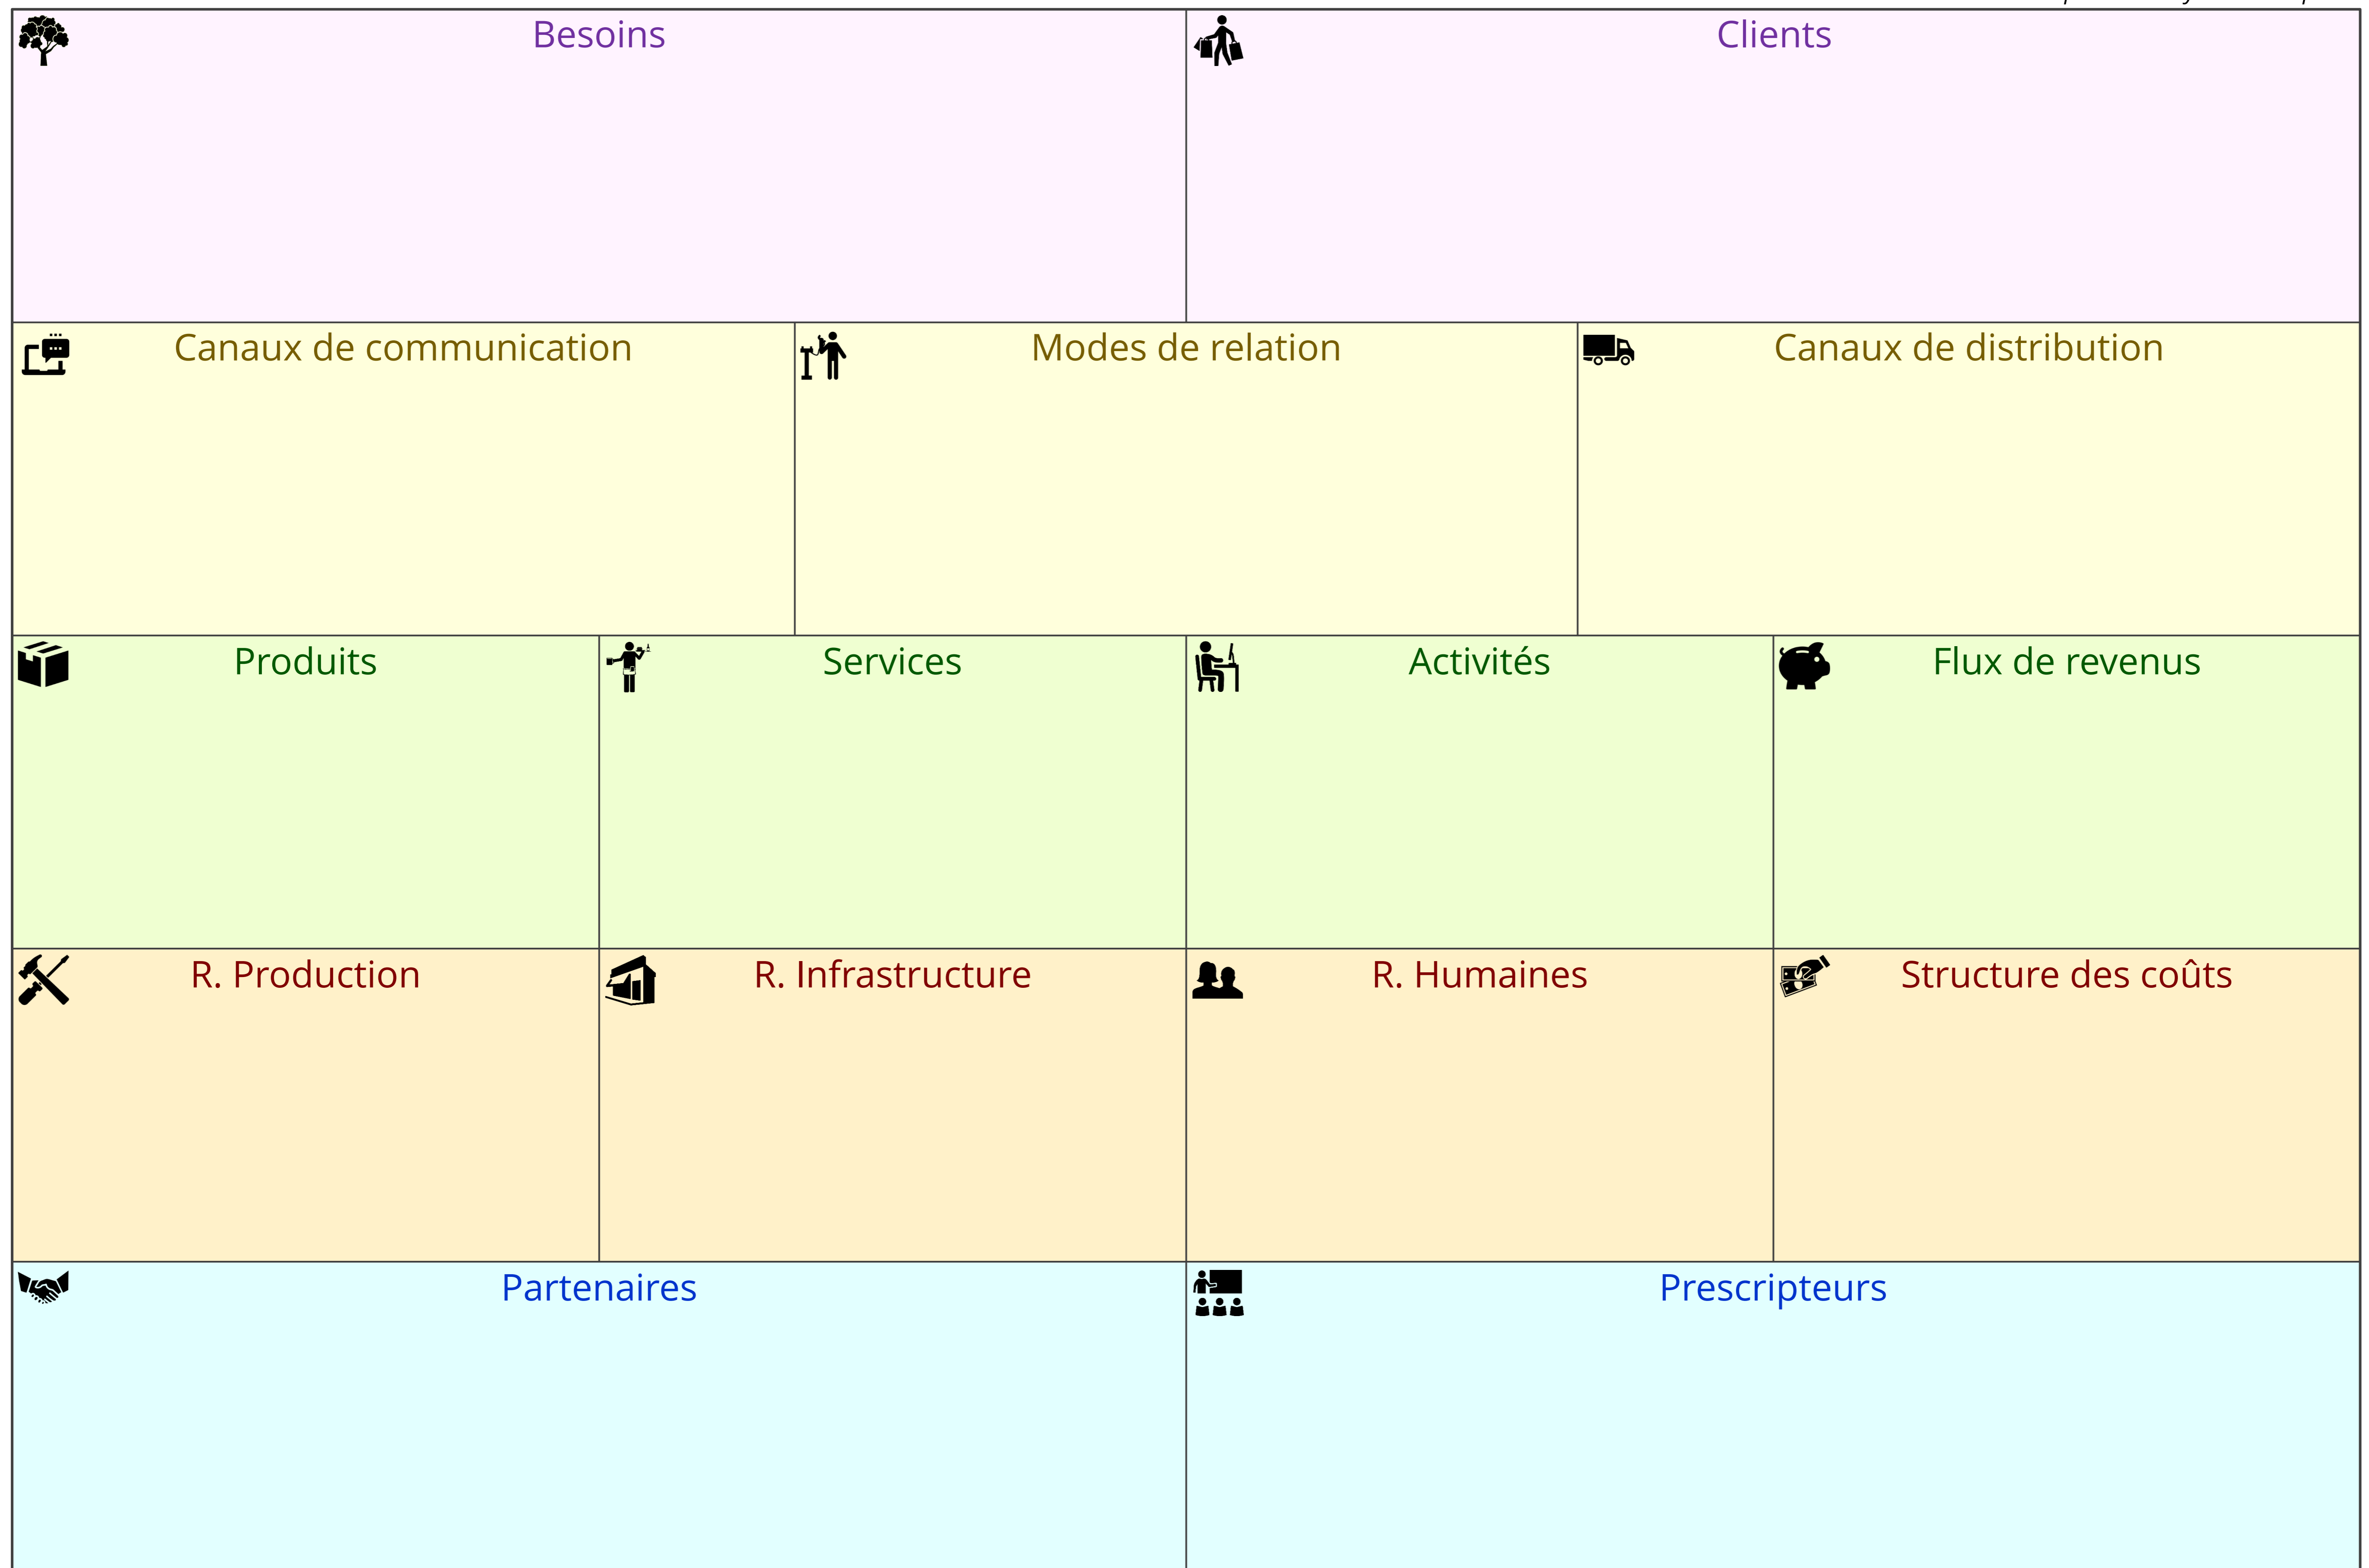 Besoins
Clients
Canaux de communication
Modes de relation
Canaux de distribution
Produits
Services
Activités
Flux de revenus
R. Production
R. Infrastructure
R. Humaines
Structure des coûts
Partenaires
Prescripteurs